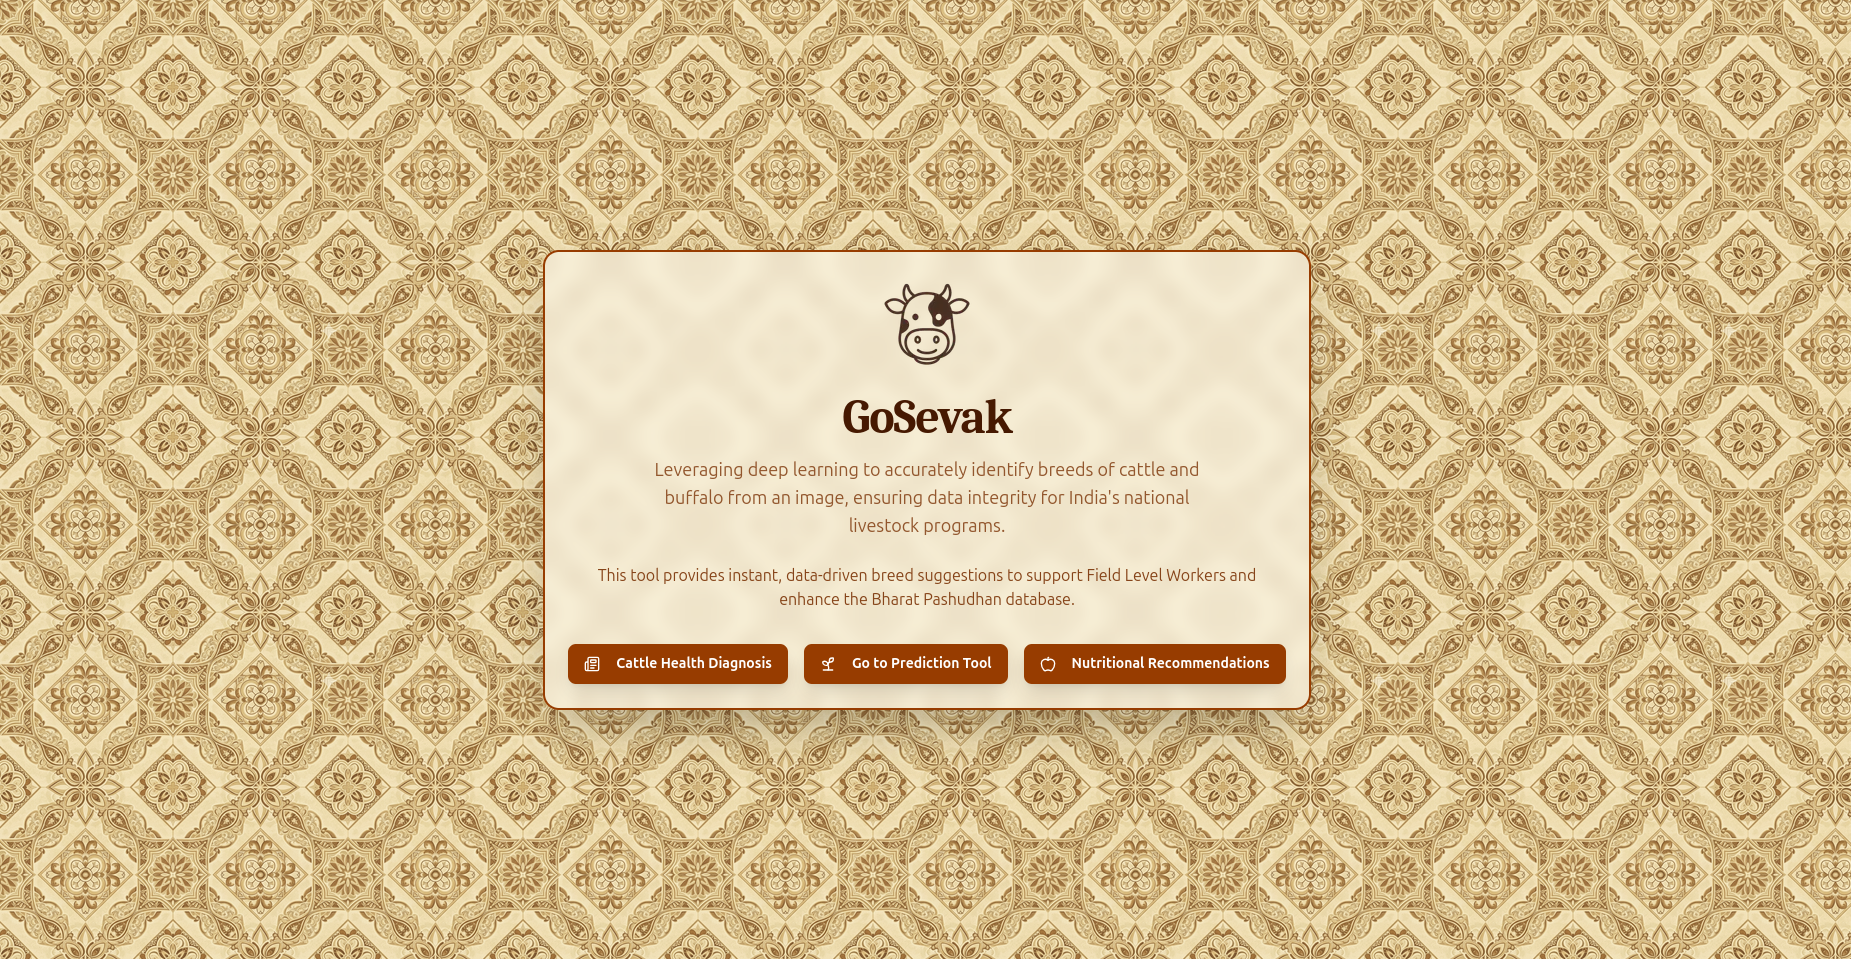 GoSevak
Leveraging deep learning to accurately identify breeds of cattle and
buffalo from an image, ensuring data integrity for India's national
livestock programs.
This tool provides instant, data-driven breed suggestions to support Field Level Workers and
enhance the Bharat Pashudhan database.
Cattle Health Diagnosis
Go to Prediction Tool
Nutritional Recommendations